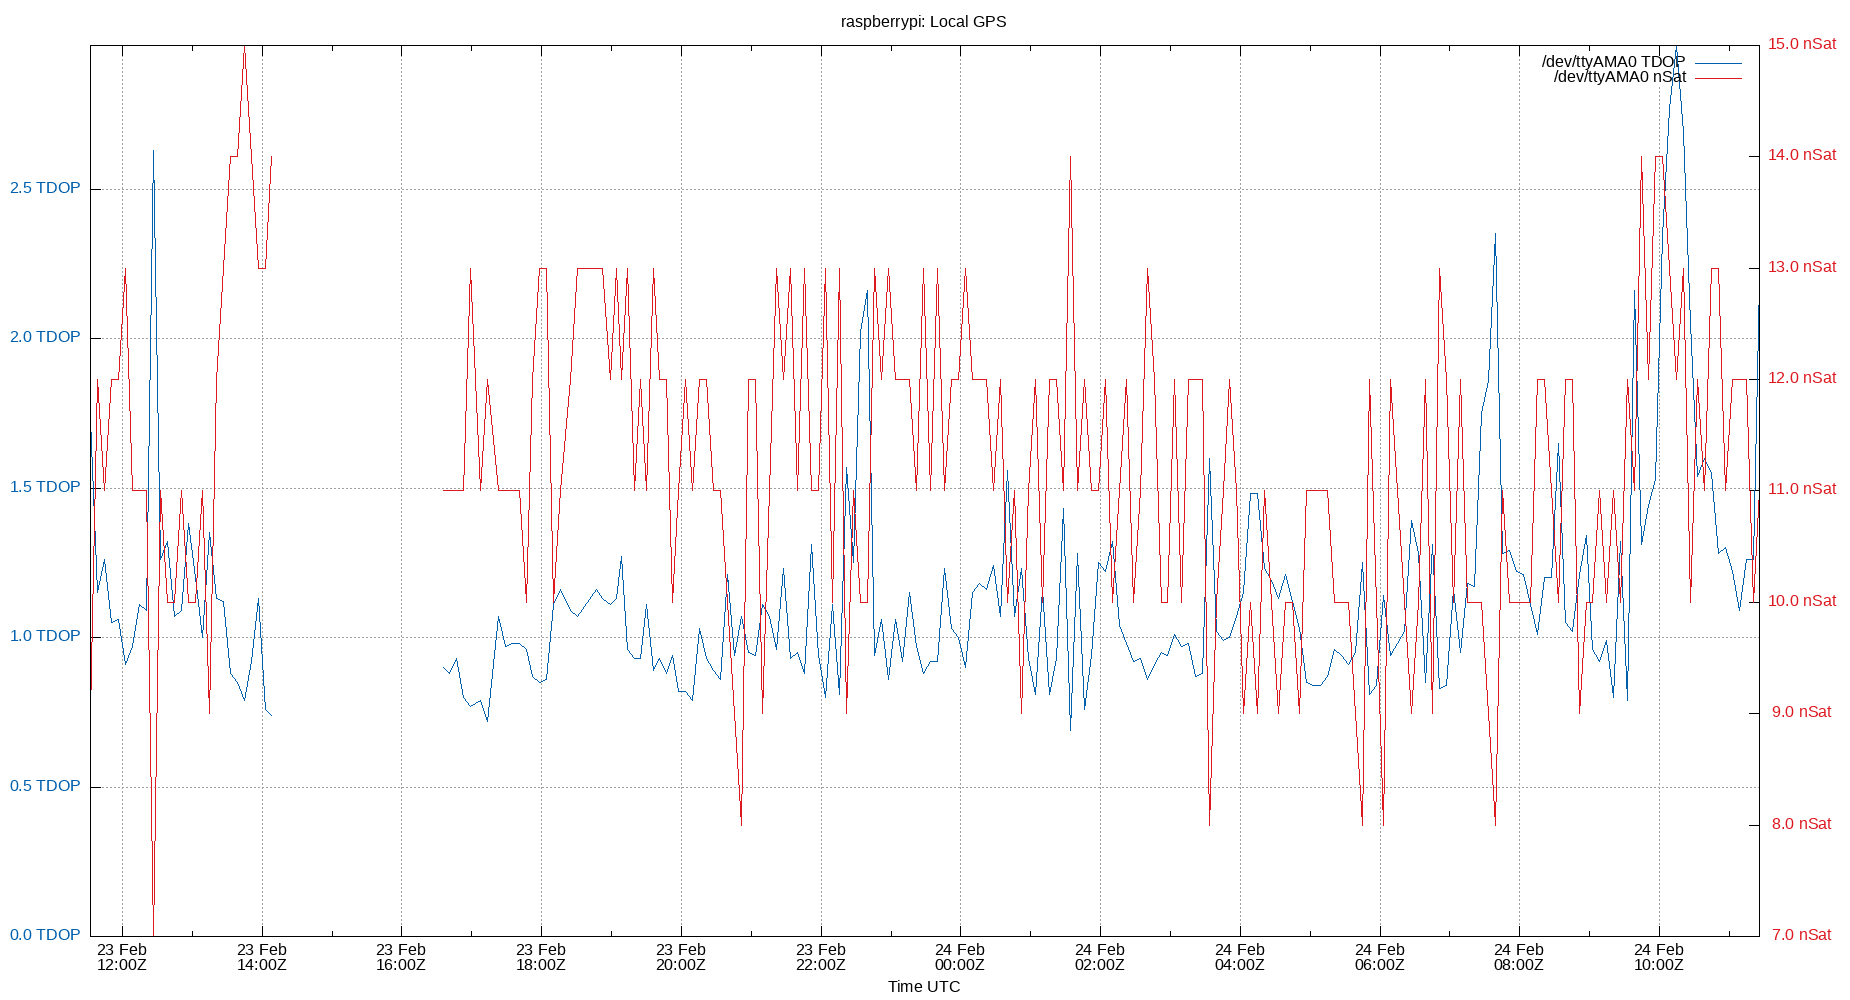 raspberrypi: Local GPS
15.0 nSat
/dev/ttyAMA0 TDOP
/dev/ttyAMA0 nSat
14.0 nSat
2.5 TDOP
13.0 nSat
2.0 TDOP
12.0 nSat
1.5 TDOP
11.0 nSat
10.0 nSat
1.0 TDOP
9.0 nSat
0.5 TDOP
8.0 nSat
0.0 TDOP
7.0 nSat
23 Feb 23 Feb 23 Feb 23 Feb 23 Feb 23 Feb 24 Feb 24 Feb 24 Feb 24 Feb 24 Feb 24 Feb
12:00Z 14:00Z 16:00Z 18:00Z 20:00Z 22:00Z 00:00Z 02:00Z 04:00Z 06:00Z 08:00Z 10:00Z
Time UTC